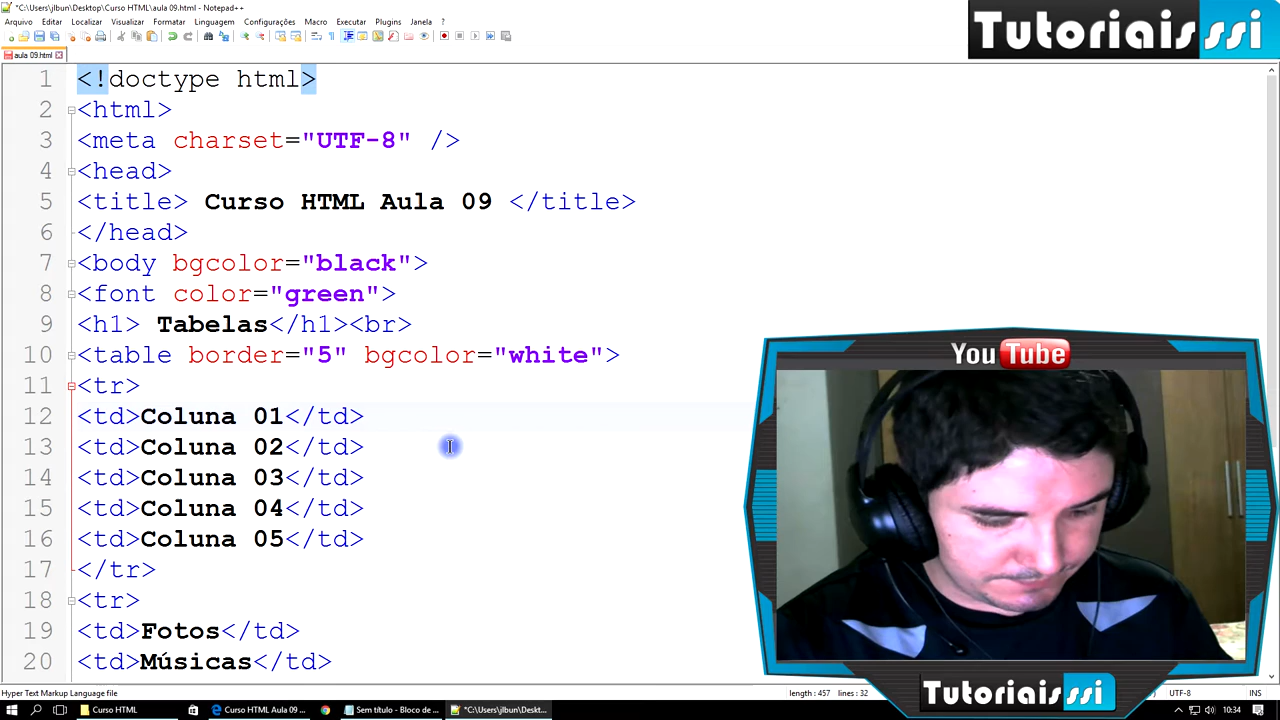 *C:\Users\jlbun\Desktop\Curso HTML\aula 09.html - Notepad++
Arquivo Editar Localizar Visualizar Formatar Linguagem Configurações Macro Executar Plugins Janela ?
aula 09.html
Tutoriaisssi
1 <!doctype html>
2 <html>
3 <meta charset="UTF-8" />
4 <head>
5 <title> Curso HTML Aula 09 </title>
6 </head>
7 <body bgcolor="black">
8 <font color="green">
9 <h1> Tabelas</h1><br>
10 <table border="5" bgcolor="white">
11 <tr>
12 <td>Coluna 01</td>
13 <td>Coluna 02</td>
14 <td>Coluna 03</td>
15 <td>Coluna 04</td>
16 <td>Coluna 05</td>
17 </tr>
18 <tr>
19 <td>Fotos</td>
20 <td>Músicas</td>
YouTube
Tutoriaisssi
Hyper Text Markup Language file
length : 457 lines : 32
UTF-8
INS
Curso HTML
Curso HTML Aula 09 ...
Sem título - Bloco de ...
*C:\Users\jlbun\Deskt...
10:34